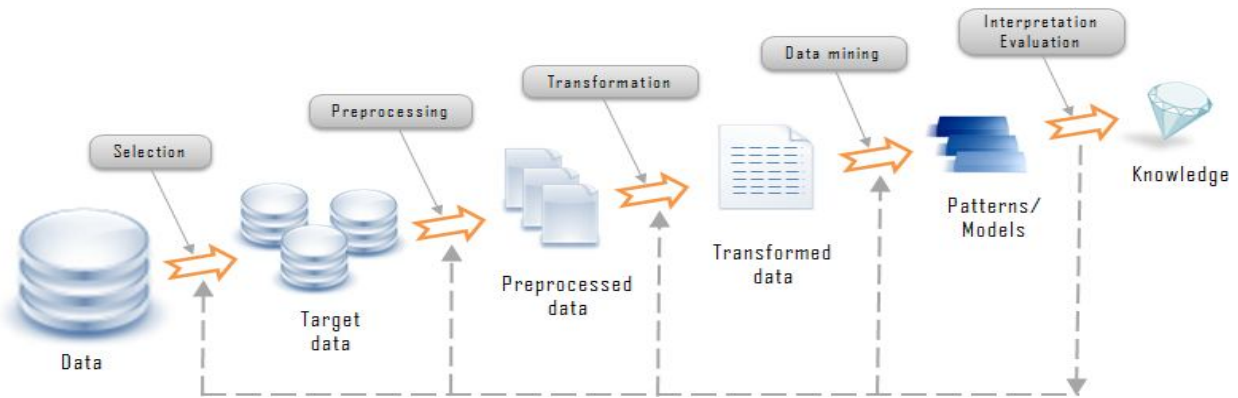 Selection
Preprocessing
Transformation
Data mining
Interpretation
Evaluation
Data
Target
data
Preprocessed
data
Transformed
data
Patterns/
Models
Knowledge